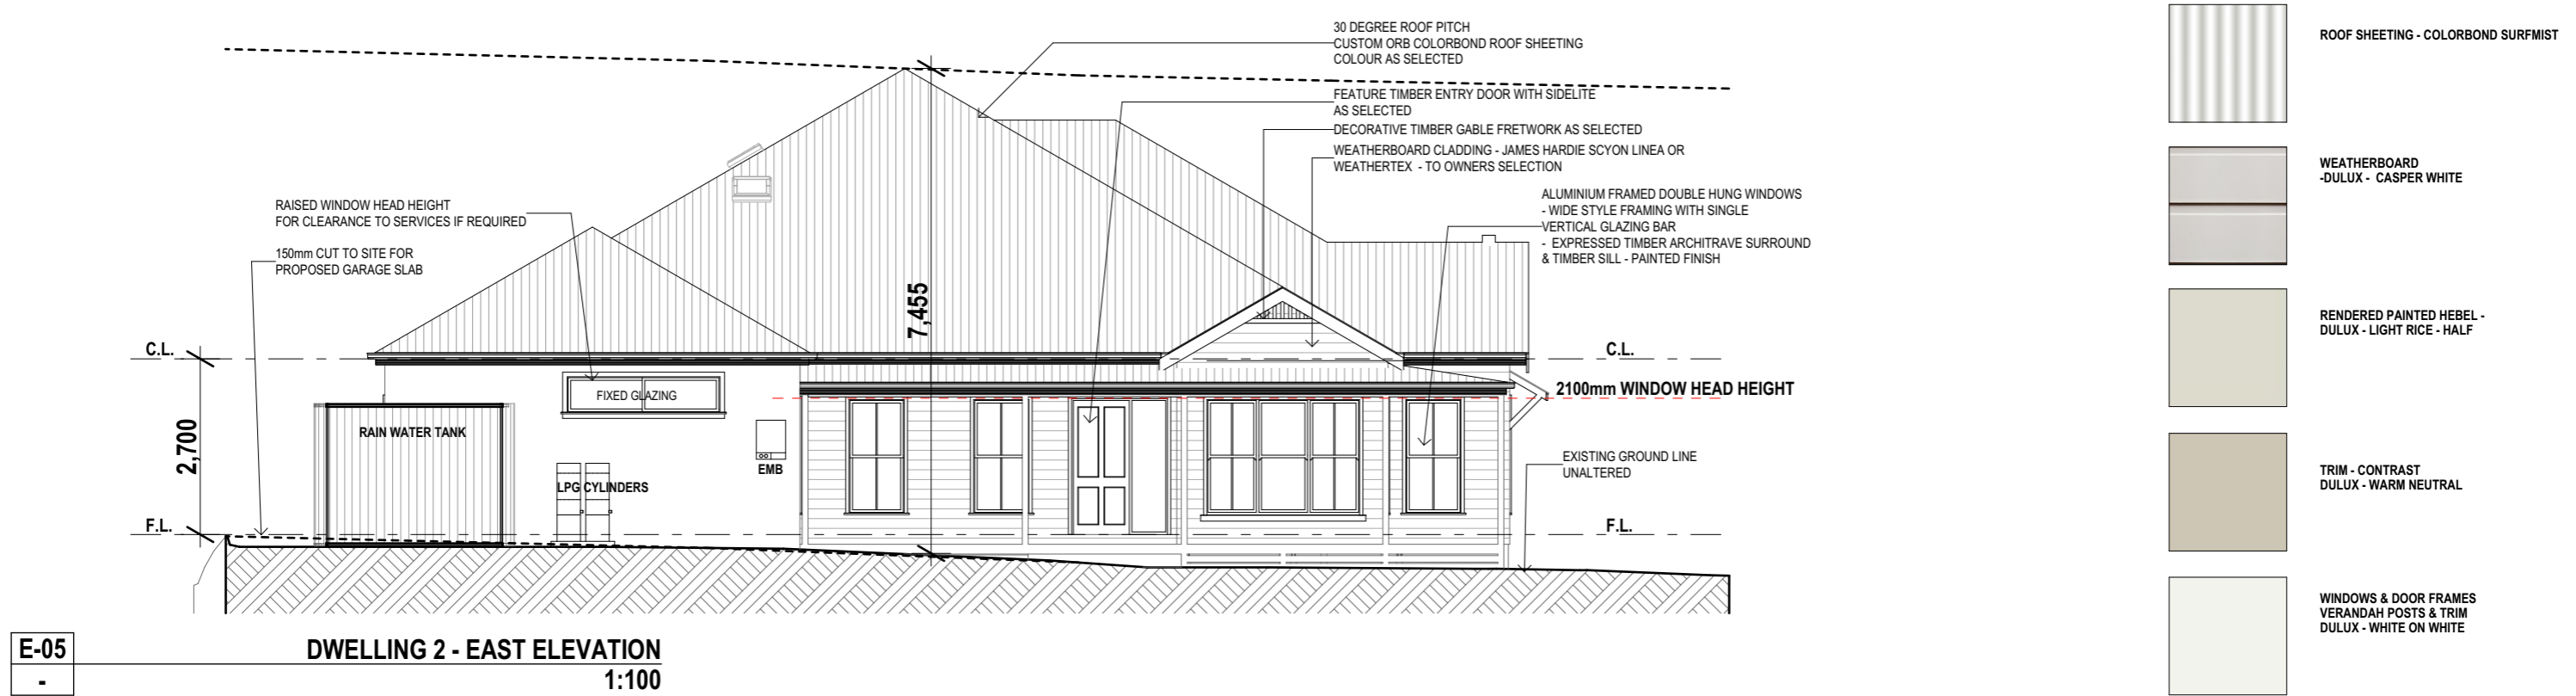 30 DEGREE ROOF PITCH
CUSTOM ORB COLORBOND ROOF SHEETING
COLOUR AS SELECTED
FEATURE TIMBER ENTRY DOOR WITH SIDELITE
AS SELECTED
DECORATIVE TIMBER GABLE FRETWORK AS SELECTED
WEATHERBOARD CLADDING - JAMES HARDIE SCYON LINEA OR
WEATHERTEX - TO OWNERS SELECTION
ALUMINIUM FRAMED DOUBLE HUNG WINDOWS
- WIDE STYLE FRAMING WITH SINGLE
VERTICAL GLAZING BAR
- EXPRESSED TIMBER ARCHITRAVE SURROUND
& TIMBER SILL - PAINTED FINISH
RAISED WINDOW HEAD HEIGHT
FOR CLEARANCE TO SERVICES IF REQUIRED
150mm CUT TO SITE FOR
PROPOSED GARAGE SLAB
7,455
C.L.
C.L.
2100mm WINDOW HEAD HEIGHT
FIXED GLAZING
RAIN WATER TANK
2,700
EMB
LPG CYLINDERS
EXISTING GROUND LINE
UNALTERED
F.L.
F.L.
E-05
-
DWELLING 2 - EAST ELEVATION
1:100
ROOF SHEETING - COLORBOND SURFMIST
WEATHERBOARD
-DULUX - CASPER WHITE
RENDERED PAINTED HEBEL -
DULUX - LIGHT RICE - HALF
TRIM - CONTRAST
DULUX - WARM NEUTRAL
WINDOWS & DOOR FRAMES
VERANDAH POSTS & TRIM
DULUX - WHITE ON WHITE